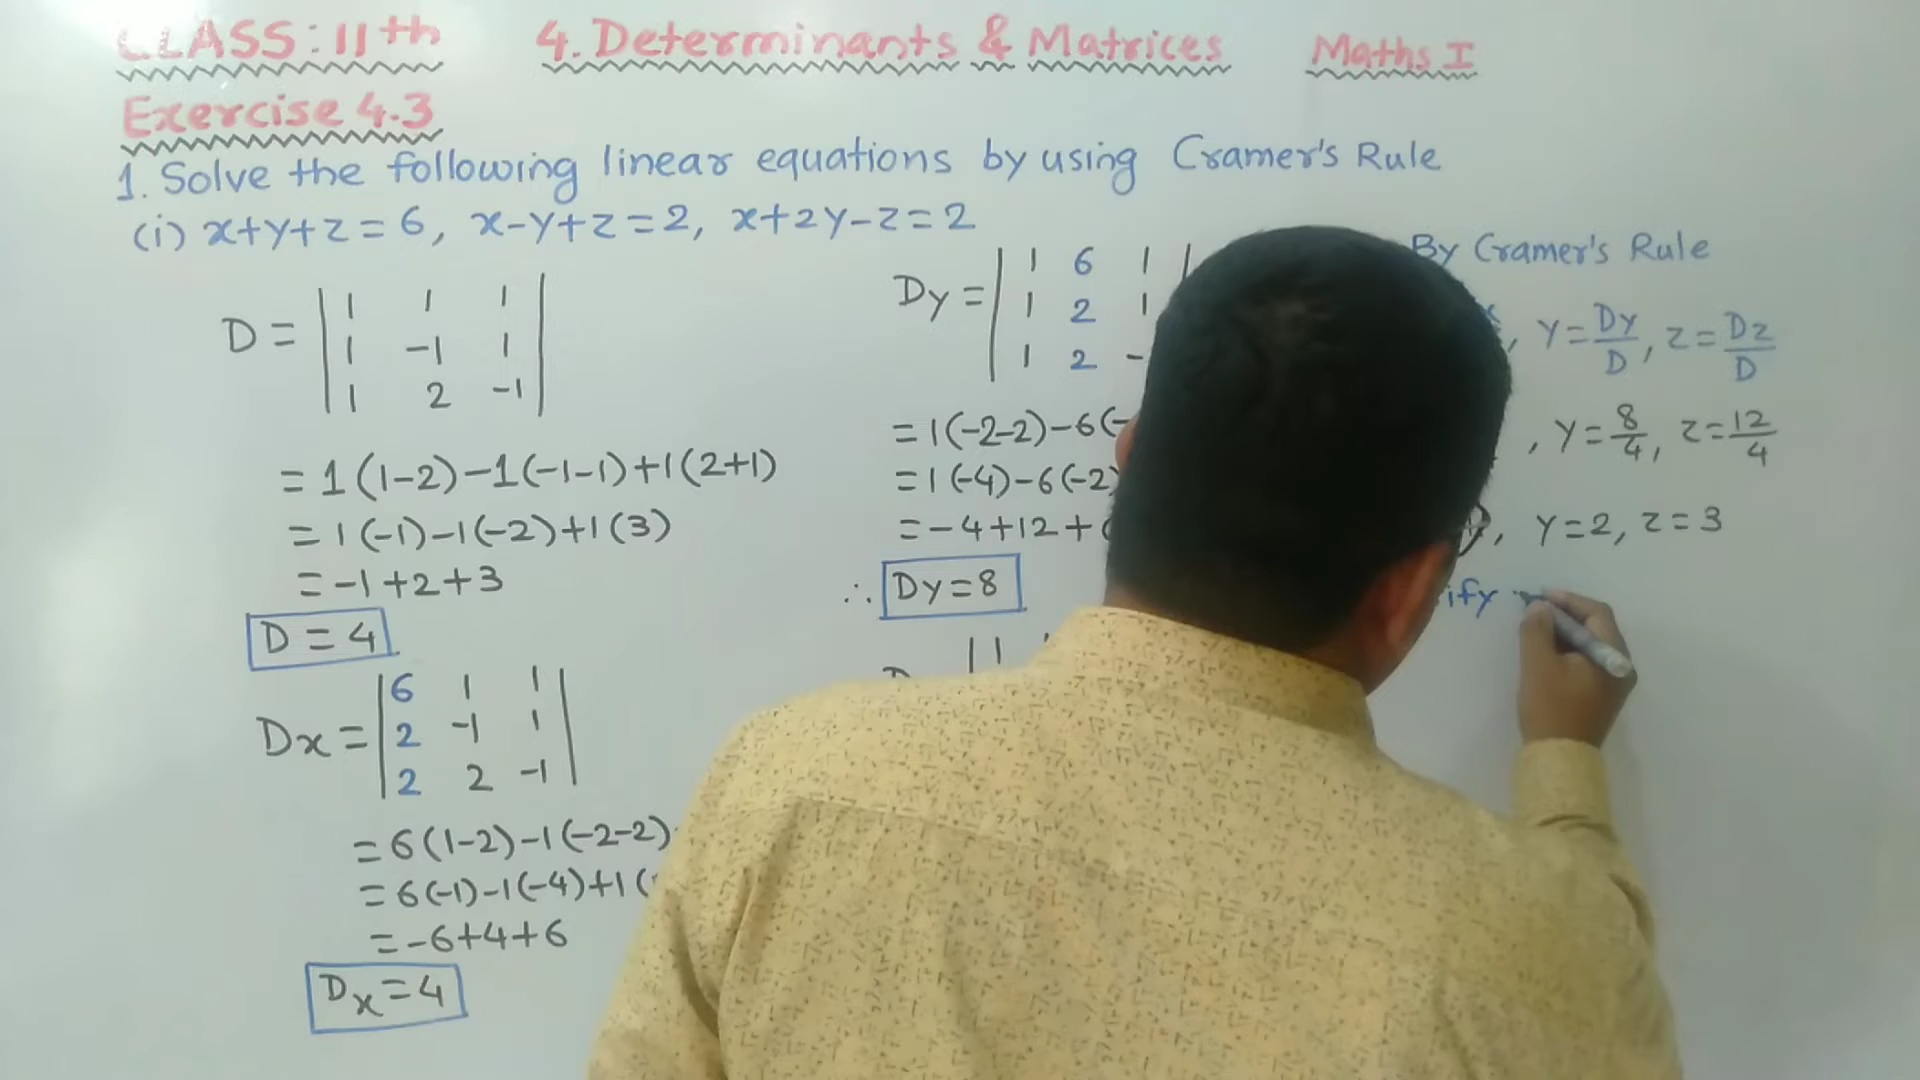 CLASS: 11th 4. Determinants & Matrices Maths I
Exercise 4.3
1. Solve the following linear equations by using Cramer's Rule
(i) x+y+z=6, x-y+z=2, x+2y-z=2
D = | 1 1 1
1 -1 1
1 2 -1 |
= 1(1-2)-1(-1-1)+1(2+1)
= 1(-1)-1(-2)+1(3)
= -1+2+3
D = 4
Dx = | 6 1 1
2 -1 1
2 2 -1 |
= 6(1-2)-1(-2-2)
= 6(-1)-1(-4)+1(
= -6+4+6
Dx = 4
Dy = | 1 6 1 |
1 2 1
1 2 -
= 1(-2-2)-6(-
= 1(-4)-6(-2)
= -4+12+
∴ Dy = 8
By Cramer's Rule
, y = Dy/D, z = Dz/D
, y = 8/4, z = 12/4
, y = 2, z = 3
ify